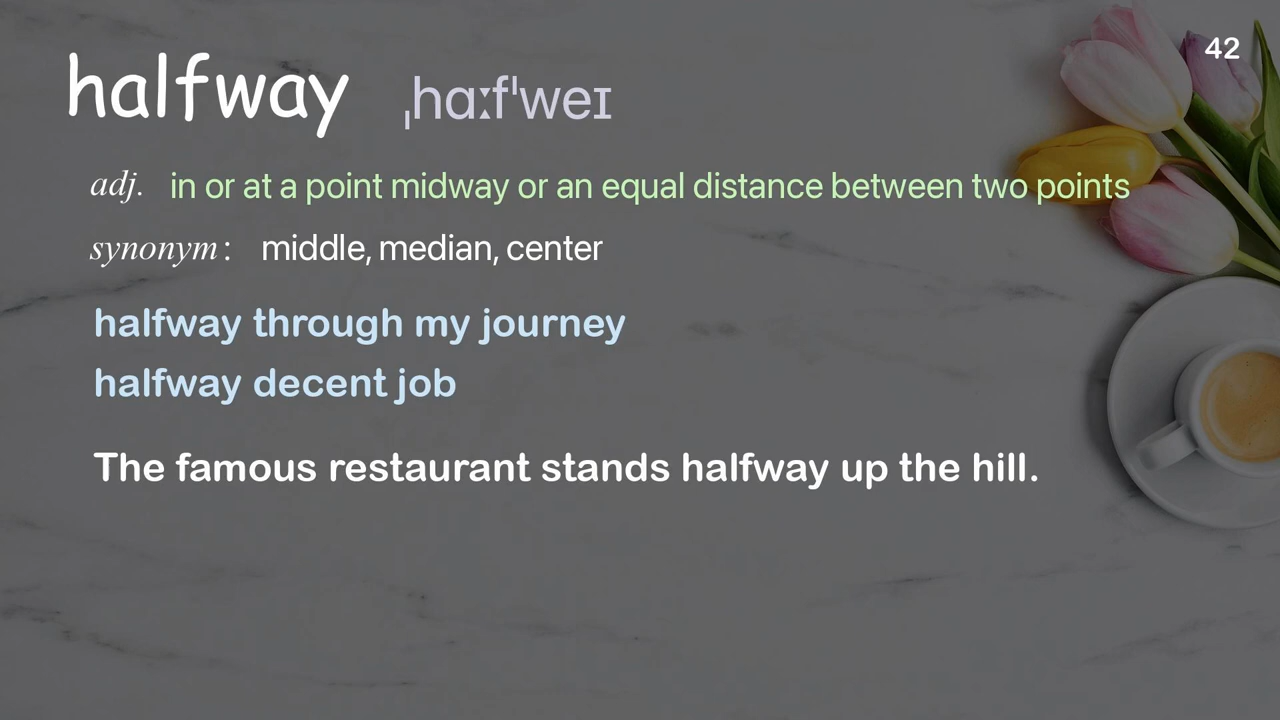 42
halfway ˌhɑːfˈweɪ
adj. in or at a point midway or an equal distance between two points
synonym: middle, median, center
halfway through my journey
halfway decent job
The famous restaurant stands halfway up the hill.